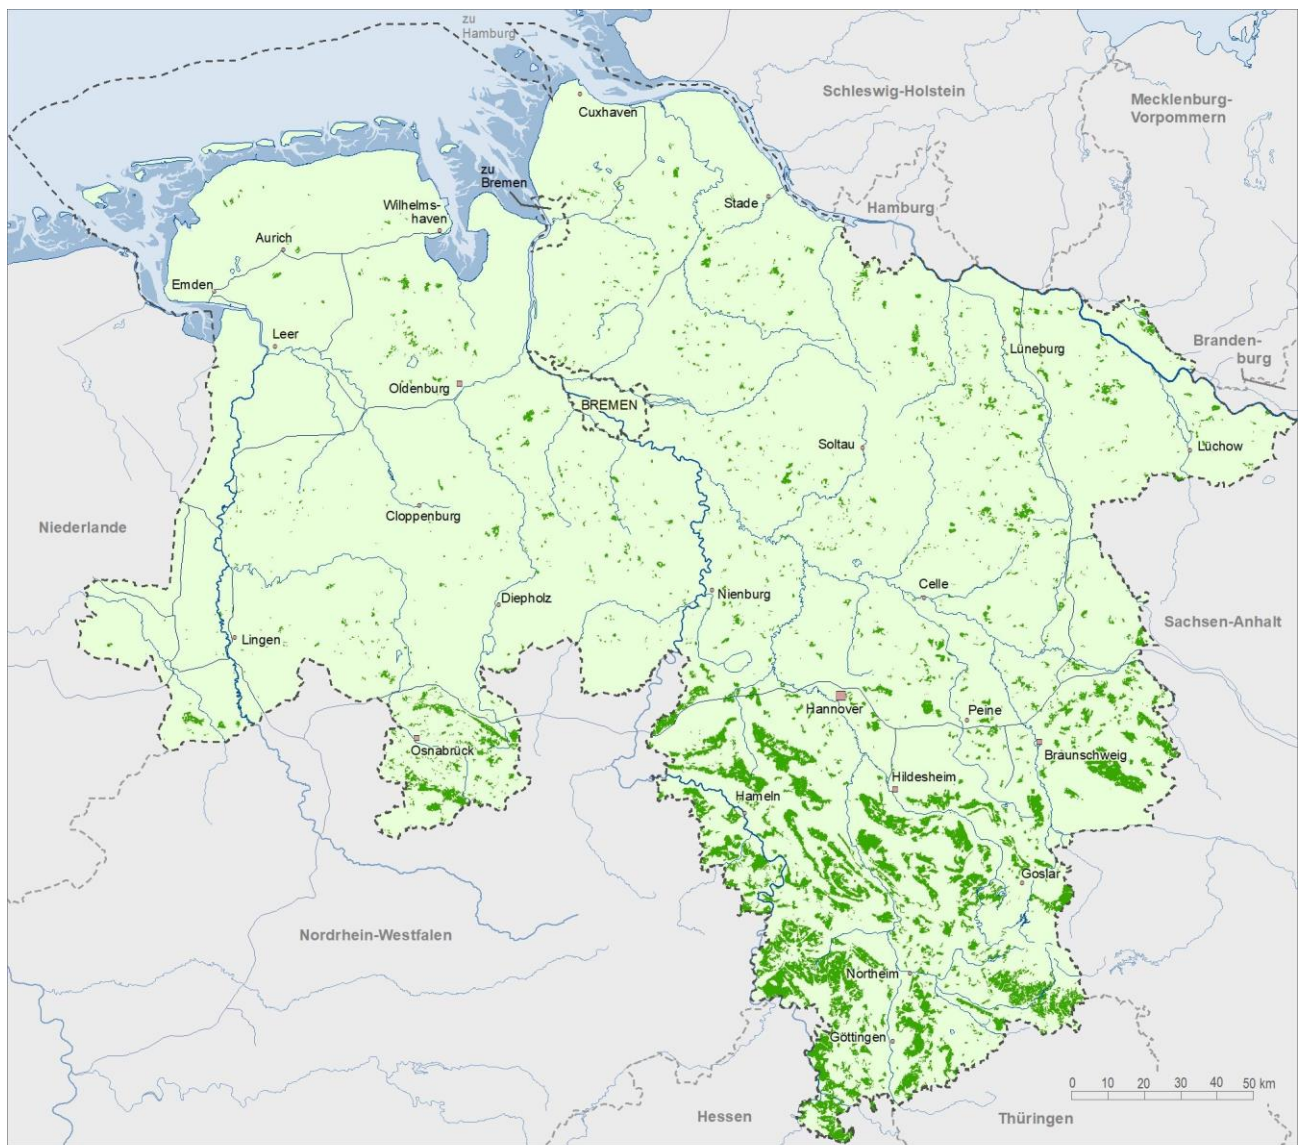 zu
Hamburg
Schleswig-Holstein
Mecklenburg-
Vorpommern
Cuxhaven
zu
Bremen
Wilhelms-
haven
Stade
Hamburg
Aurich
Emden
Leer
Lüneburg
Branden-
burg
Oldenburg
BREMEN
Soltau
Lüchow
Cloppenburg
Niederlande
Celle
Diepholz
Nienburg
Sachsen-Anhalt
Lingen
Hannover
Peine
Osnabrück
Braunschweig
Hildesheim
Hameln
Goslar
Nordrhein-Westfalen
Northeim
Göttingen
0 10 20 30 40 50 km
Hessen
Thüringen